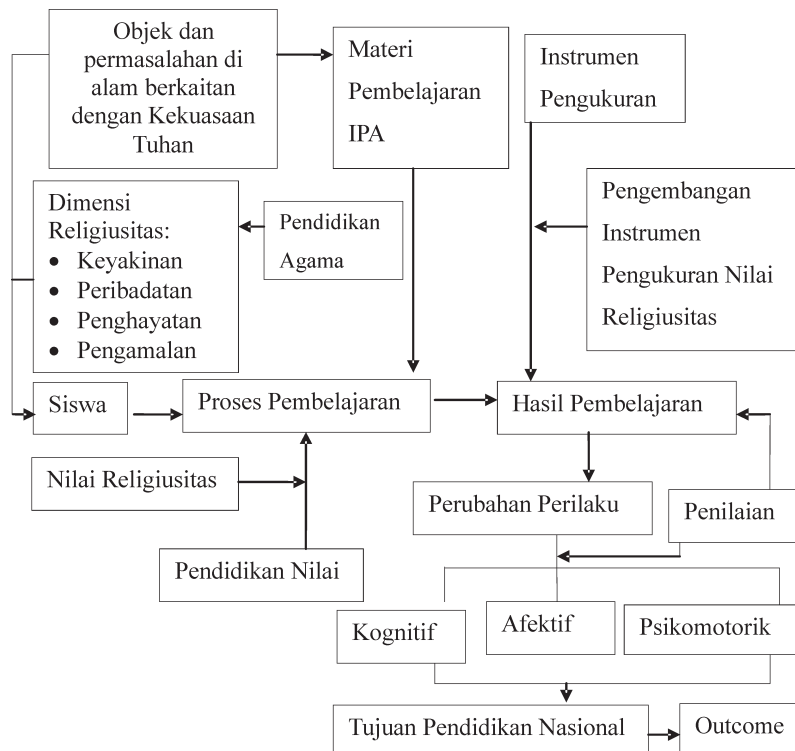 Objek dan
permasalahan di
alam berkaitan
dengan Kekuasaan
Tuhan
Materi
Pembelajaran
IPA
Instrumen
Pengukuran
Dimensi
Religiusitas:
• Keyakinan
• Peribadatan
• Penghayatan
• Pengamalan
Pendidikan
Agama
Pengembangan
Instrumen
Pengukuran Nilai
Religiusitas
Siswa
Proses Pembelajaran
Hasil Pembelajaran
Nilai Religiusitas
Perubahan Perilaku
Penilaian
Pendidikan Nilai
Kognitif
Afektif
Psikomotorik
Tujuan Pendidikan Nasional
Outcome